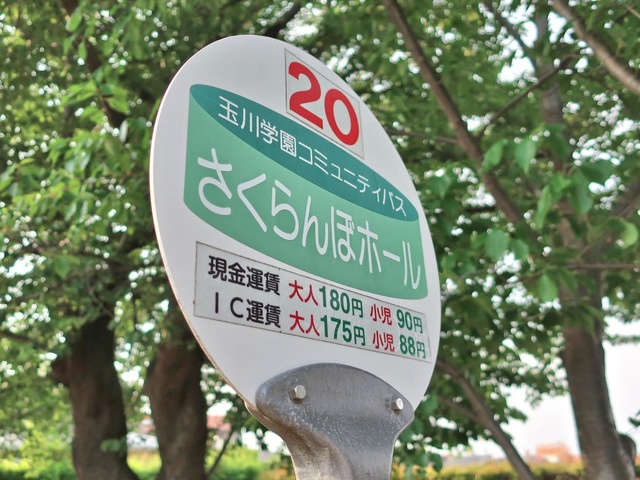 20
玉川学園コミュニティバス
さくらんぼホール
現金運賃 大人180円 小児 90円
IC運賃 大人175円 小児 88円